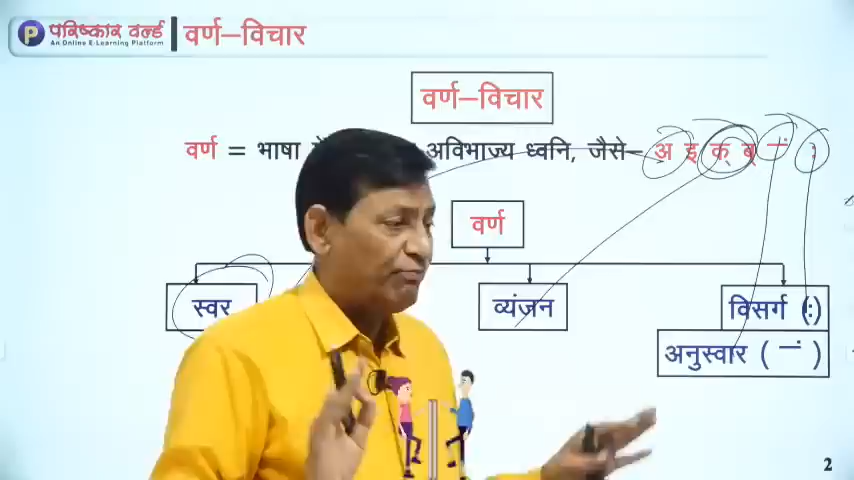 परिष्कार वर्ल्ड
An Online E-Learning Platform
वर्ण–विचार
वर्ण–विचार
वर्ण = भाषा अविभाज्य ध्वनि, जैसे– अ इ क् ब् ─ं :
वर्ण
स्वर व्यंजन विसर्ग (:)
अनुस्वार ( ─ं )
2